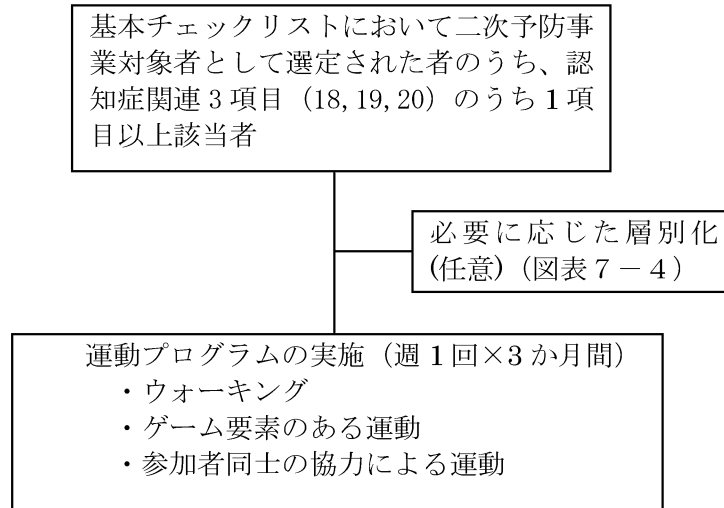 基本チェックリストにおいて二次予防事
業対象者として選定された者のうち、認
知症関連3項目（18,19,20）のうち1項
目以上該当者
必要に応じた層別化
(任意)（図表７－４）
運動プログラムの実施（週1回×3か月間）
・ウォーキング
・ゲーム要素のある運動
・参加者同士の協力による運動